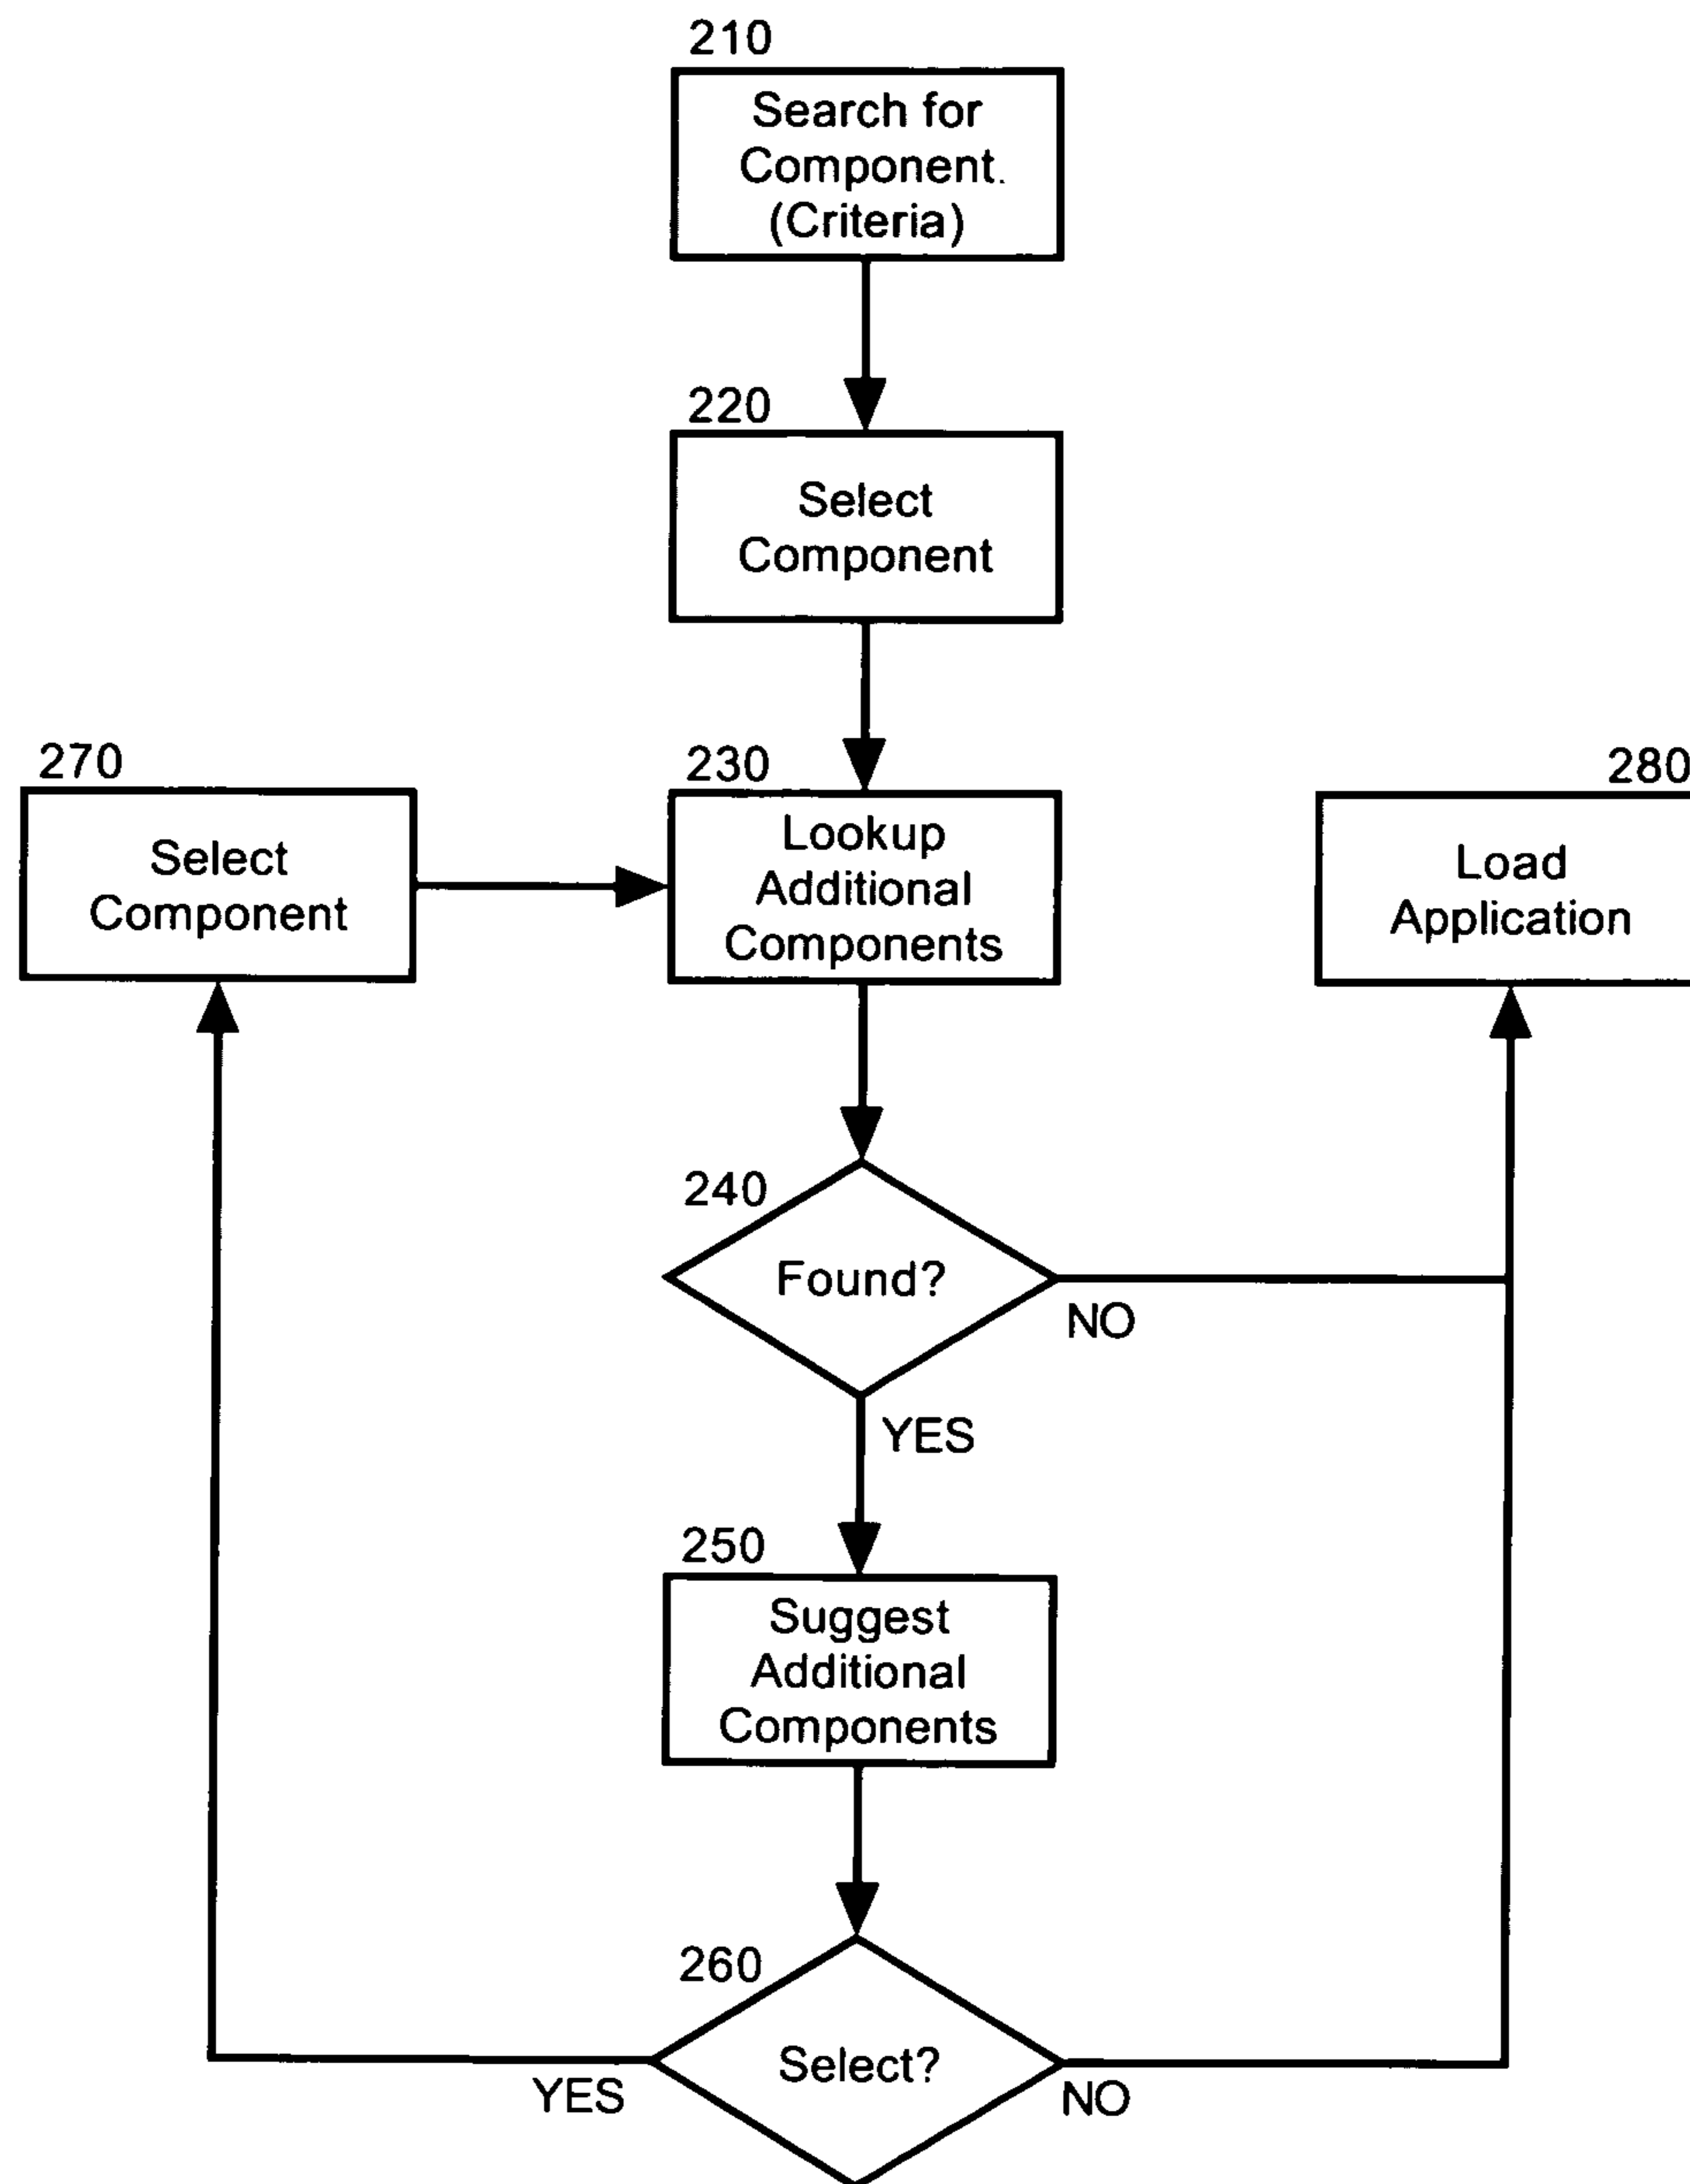 210
Search for
Component.
(Criteria)
220
Select
Component
270
Select
Component
230
Lookup
Additional
Components
280
Load
Application
240
Found?
NO
YES
250
Suggest
Additional
Components
260
Select?
YES
NO